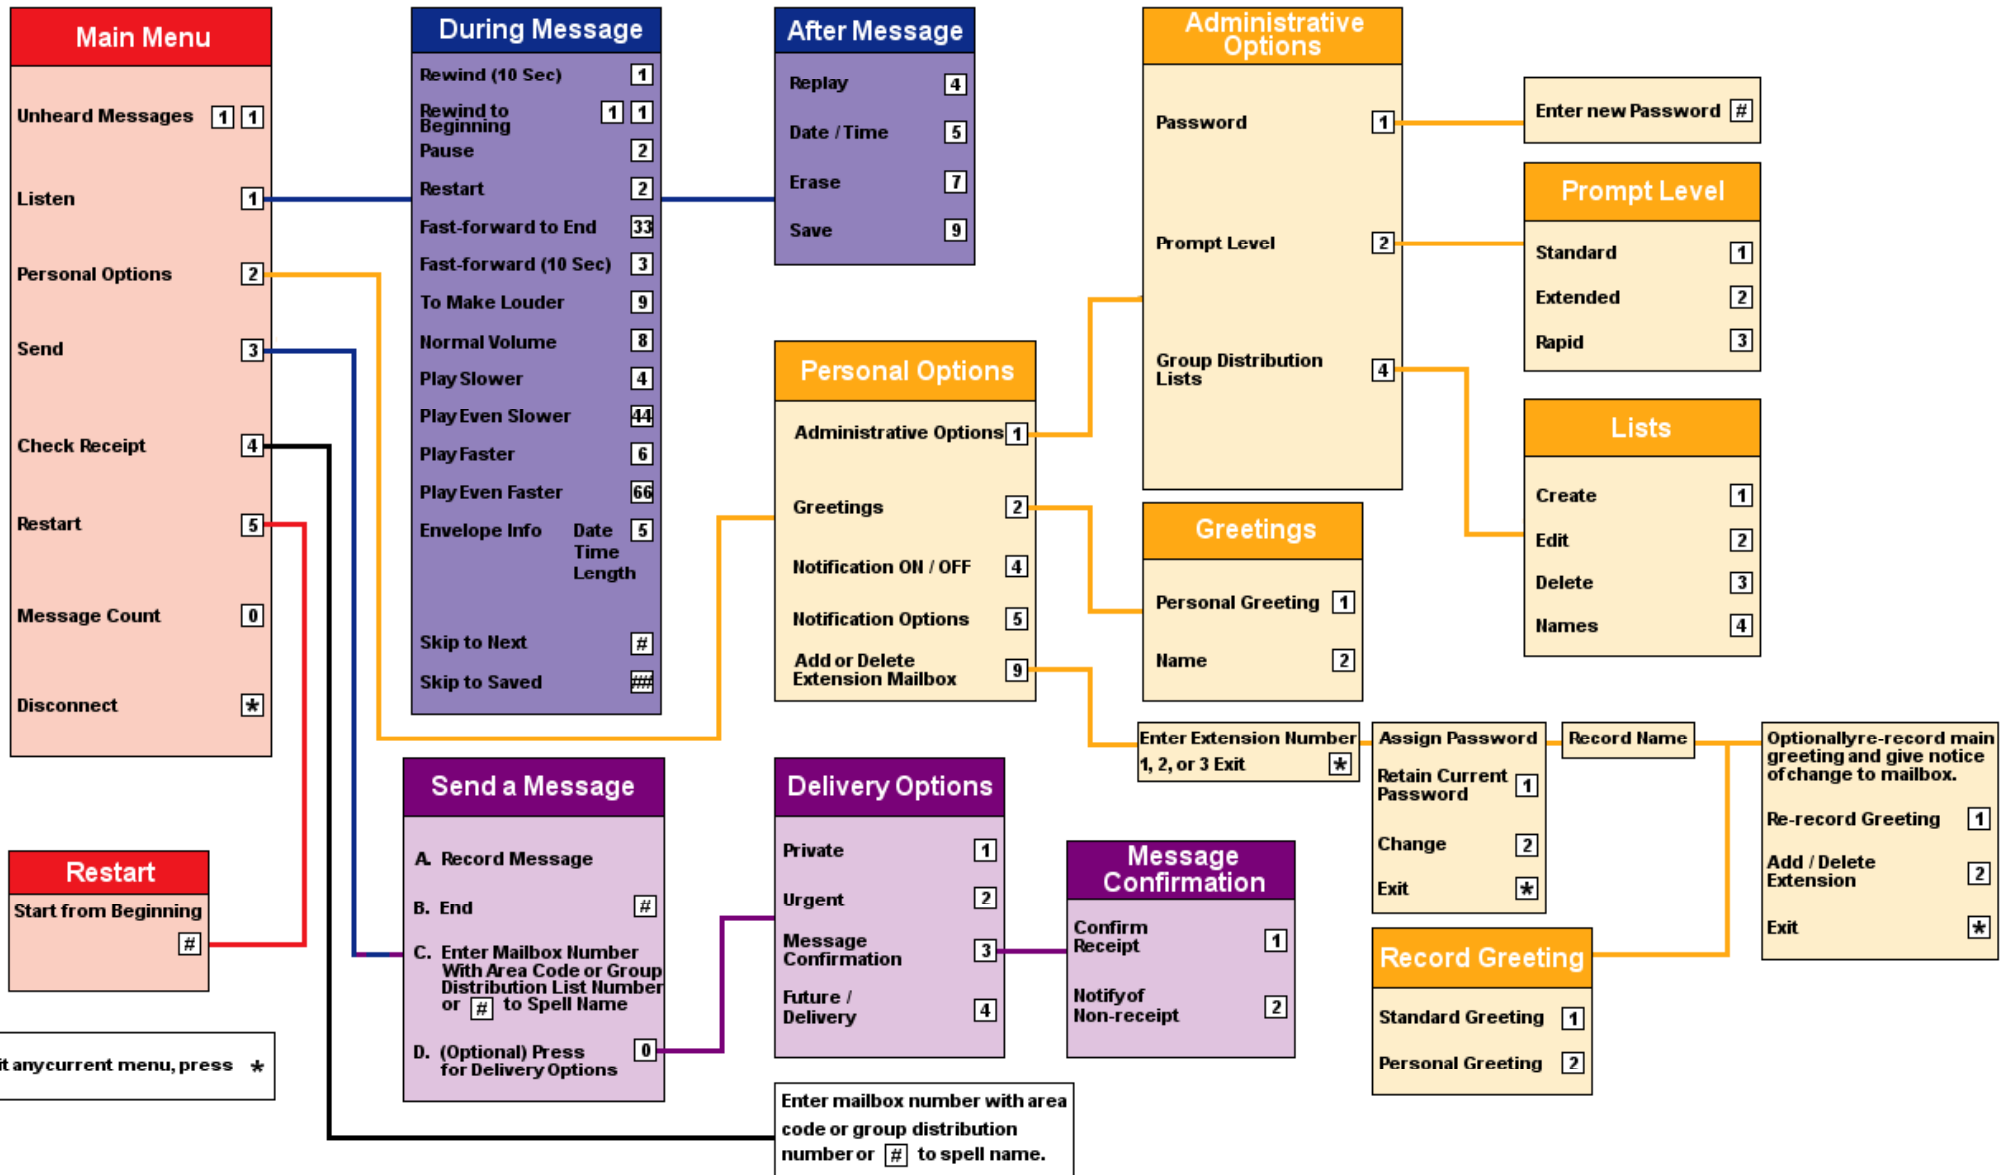 Main Menu
Unheard Messages 1 1
Listen 1
Personal Options 2
Send 3
Check Receipt 4
Restart 5
Message Count 0
Disconnect *
Restart
Start from Beginning
#
any current menu, press *
During Message
Rewind (10 Sec) 1
Rewind to 1 1
Beginning
Pause 2
Restart 2
Fast-forward to End 33
Fast-forward (10 Sec) 3
To Make Louder 9
Normal Volume 8
Play Slower 4
Play Even Slower 44
Play Faster 6
Play Even Faster 66
Envelope Info Date 5
Time
Length
Skip to Next #
Skip to Saved ##
After Message
Replay 4
Date / Time 5
Erase 7
Save 9
Personal Options
Administrative Options 1
Greetings 2
Notification ON / OFF 4
Notification Options 5
Add or Delete
Extension Mailbox 9
Administrative
Options
Password 1
Prompt Level 2
Group Distribution
Lists 4
Enter new Password #
Prompt Level
Standard 1
Extended 2
Rapid 3
Lists
Create 1
Edit 2
Delete 3
Names 4
Greetings
Personal Greeting 1
Name 2
Enter Extension Number
1, 2, or 3 Exit *
Assign Password
Retain Current
Password 1
Change 2
Exit *
Record Name
Optionally re-record main
greeting and give notice
of change to mailbox.
Re-record Greeting 1
Add / Delete
Extension 2
Exit *
Record Greeting
Standard Greeting 1
Personal Greeting 2
Send a Message
A. Record Message
B. End #
C. Enter Mailbox Number
With Area Code or Group
Distribution List Number
or # to Spell Name
D. (Optional) Press 0
for Delivery Options
Delivery Options
Private 1
Urgent 2
Message
Confirmation 3
Future /
Delivery 4
Message
Confirmation
Confirm
Receipt 1
Notify of
Non-receipt 2
Enter mailbox number with area
code or group distribution
number or # to spell name.